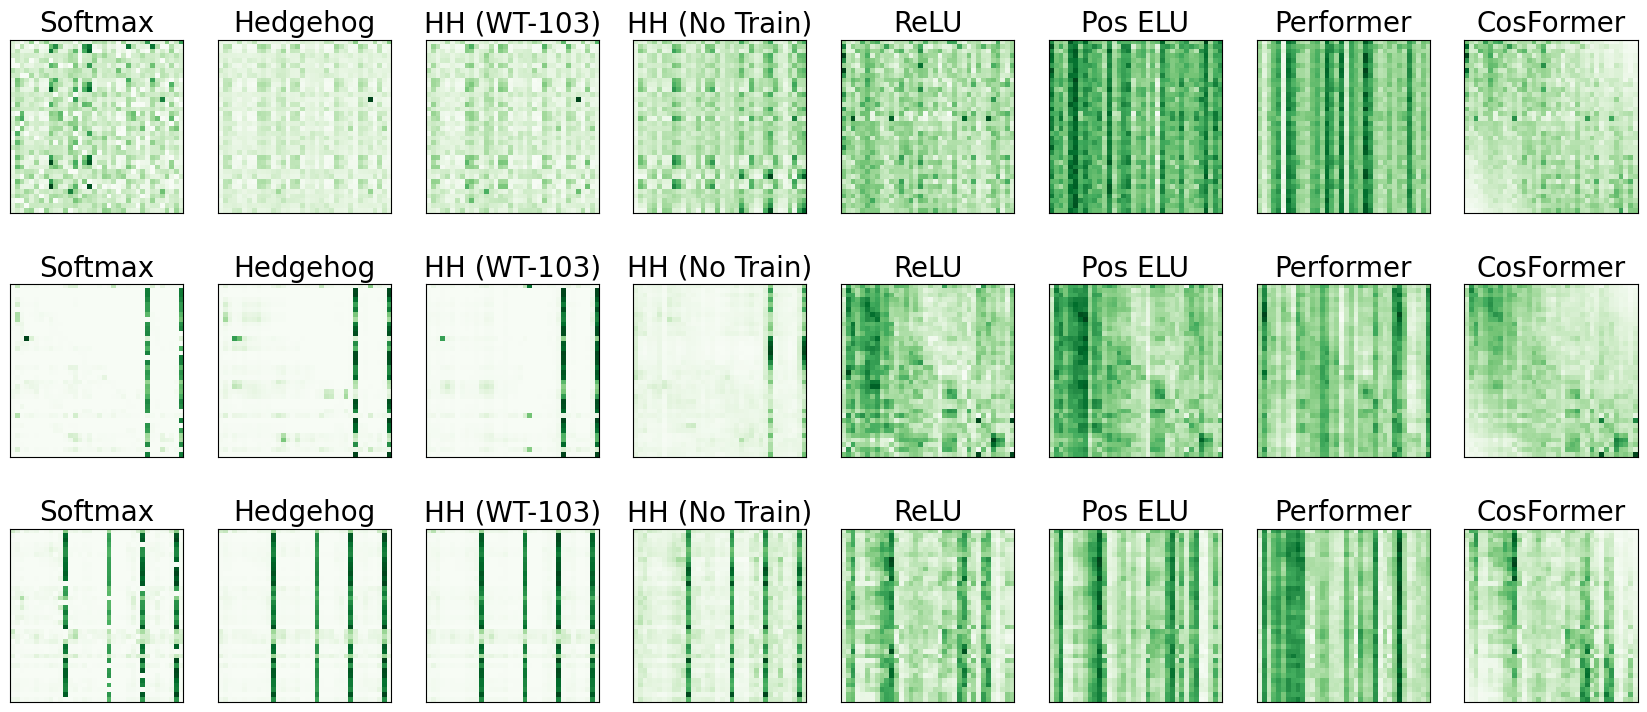 Softmax Hedgehog HH (WT-103) HH (No Train) ReLU Pos ELU Performer CosFormer
Softmax Hedgehog HH (WT-103) HH (No Train) ReLU Pos ELU Performer CosFormer
Softmax Hedgehog HH (WT-103) HH (No Train) ReLU Pos ELU Performer CosFormer